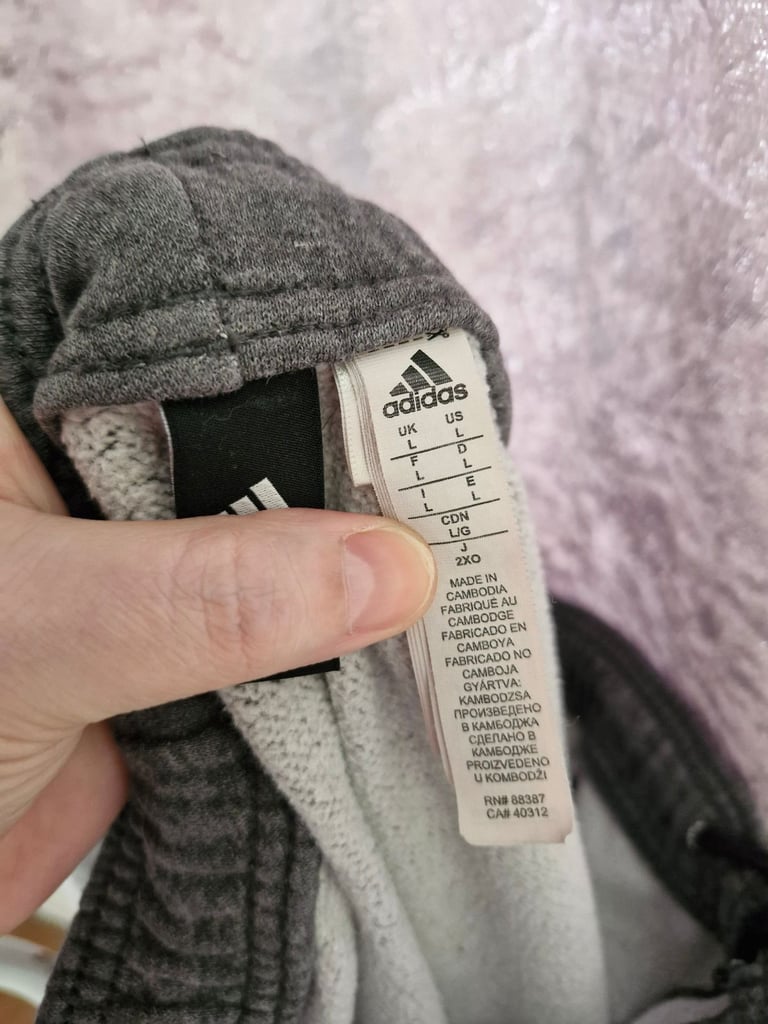 adidas
UK US
L L
F D
L L
I E
L L
CDN
L/G
J
2XO
MADE IN
CAMBODIA
FABRIQUÉ AU
CAMBODGE
FABRICADO EN
CAMBOYA
FABRICADO NO
CAMBOJA
GYÁRTVA:
KAMBODZSA
ПРОИЗВЕДЕНО
В КАМБОДЖА
СДЕЛАНО В
КАМБОДЖЕ
PROIZVEDENO
U KOMBODŽI
RN# 88387
CA# 40312